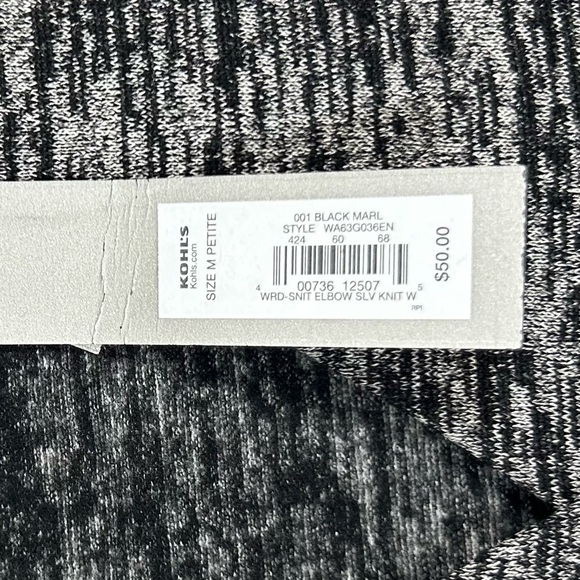 KOHL'S
Kohls.com
SIZE M PETITE
001 BLACK MARL
STYLE WA63G036EN
424 60 68
4 00736 12507 5
WRD-SNIT ELBOW SLV KNIT W
$50.00